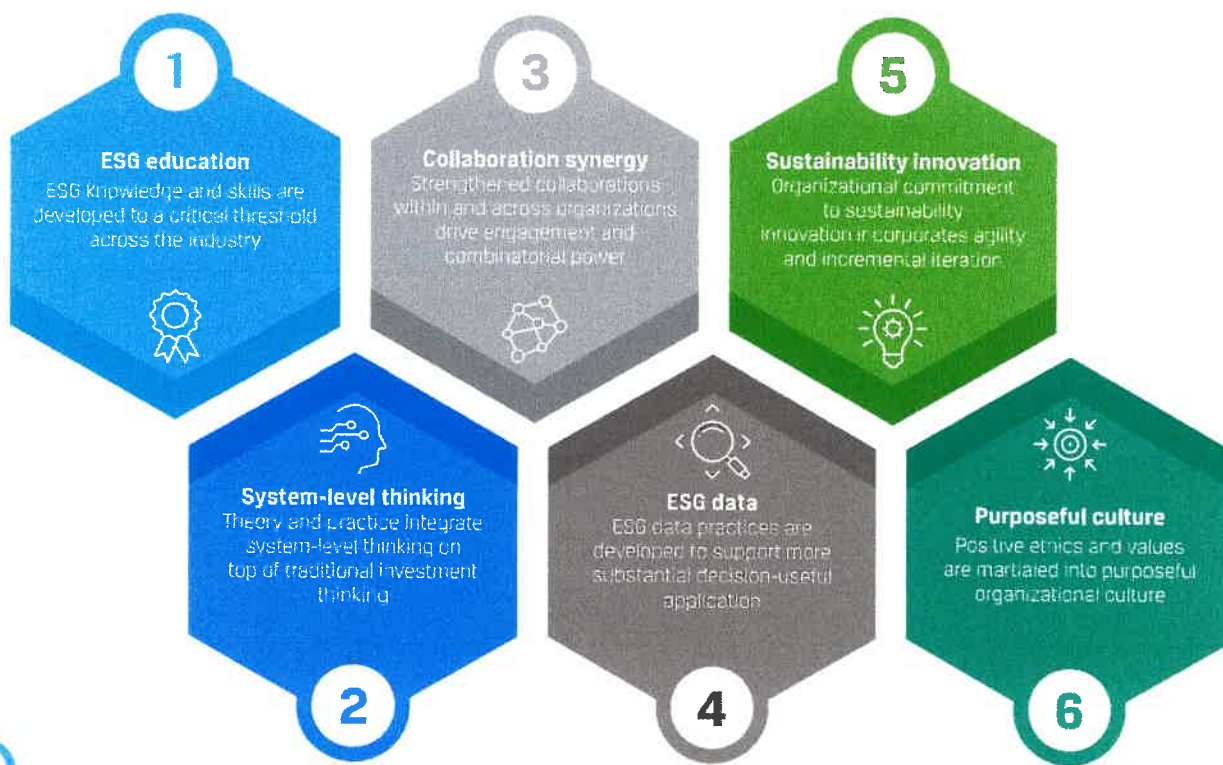 1
ESG education
ESG knowledge and skills are
developed to a critical threshold
across the industry
2
System-level thinking
Theory and practice integrate
system-level thinking on
top of traditional investment
thinking
3
Collaboration synergy
Strengthened collaborations
within and across organizations
drive engagement and
combinatorial power
4
ESG data
ESG data practices are
developed to support more
substantial decision-useful
application
5
Sustainability innovation
Organizational commitment
to sustainability
innovation incorporates agility
and incremental iteration
6
Purposeful culture
Positive ethics and values
are martialed into purposeful
organizational culture